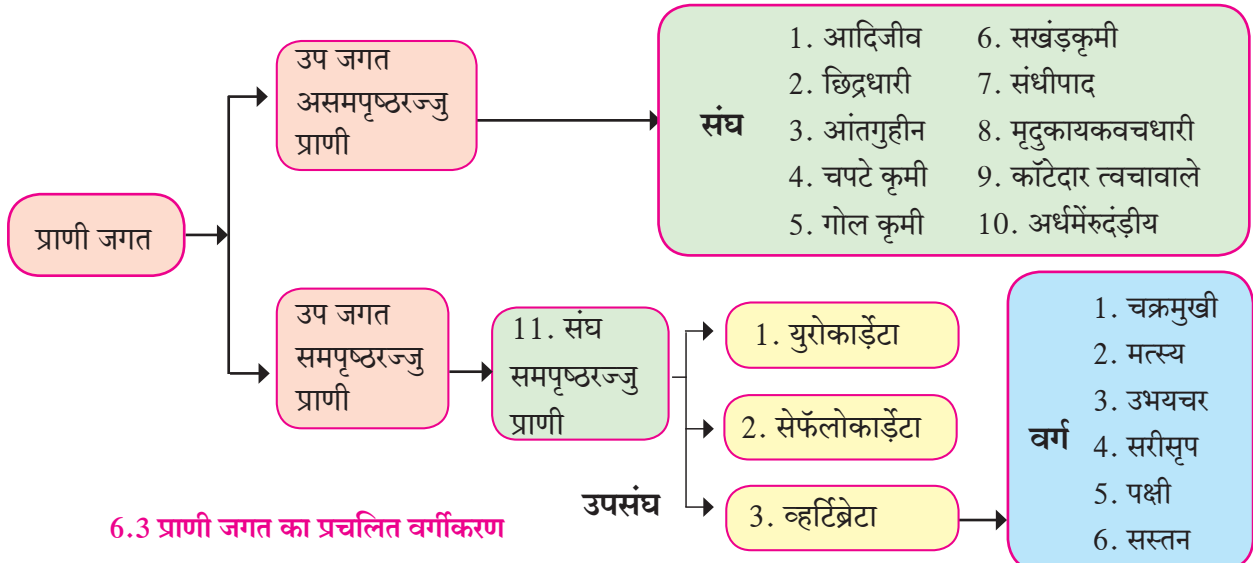 प्राणी जगत
उप जगत
असमपृष्ठरज्जु
प्राणी
संघ
1. आदिजीव
2. छिद्रधारी
3. आंतगुहीन
4. चपटे कृमी
5. गोल कृमी
6. सखंड़कृमी
7. संधीपाद
8. मृदुकायकवचधारी
9. काँटेदार त्वचावाले
10. अर्धमेंरुदंड़ीय
उप जगत
समपृष्ठरज्जु
प्राणी
11. संघ
समपृष्ठरज्जु
प्राणी
उपसंघ
1. युरोकार्ड़ेटा
2. सेफॅलोकार्ड़ेटा
3. व्हर्टिब्रेटा
वर्ग
1. चक्रमुखी
2. मत्स्य
3. उभयचर
4. सरीसृप
5. पक्षी
6. सस्तन
6.3 प्राणी जगत का प्रचलित वर्गीकरण